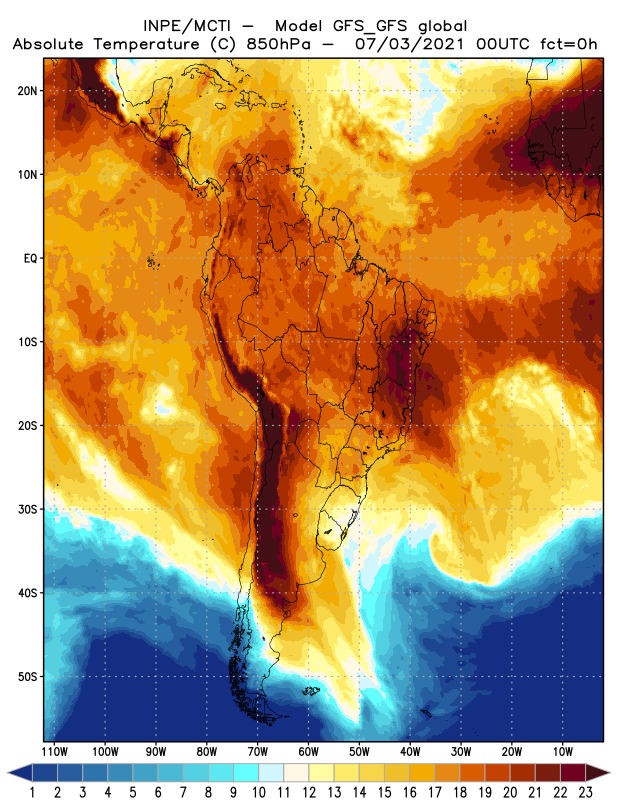 INPE/MCTI – Model GFS_GFS global
Absolute Temperature (C) 850hPa – 07/03/2021 00UTC fct=0h
20N
10N
EQ
10S
20S
30S
40S
50S
110W 100W 90W 80W 70W 60W 50W 40W 30W 20W 10W
1 2 3 4 5 6 7 8 9 10 11 12 13 14 15 16 17 18 19 20 21 22 23